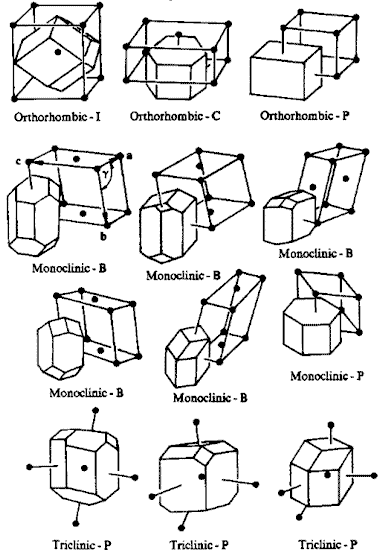 Orthorhombic - I
Orthorhombic - C
Orthorhombic - P
c
a
γ
b
Monoclinic - B
Monoclinic - B
Monoclinic - B
Monoclinic - B
Monoclinic - B
Monoclinic - P
Triclinic - P
Triclinic - P
Triclinic - P